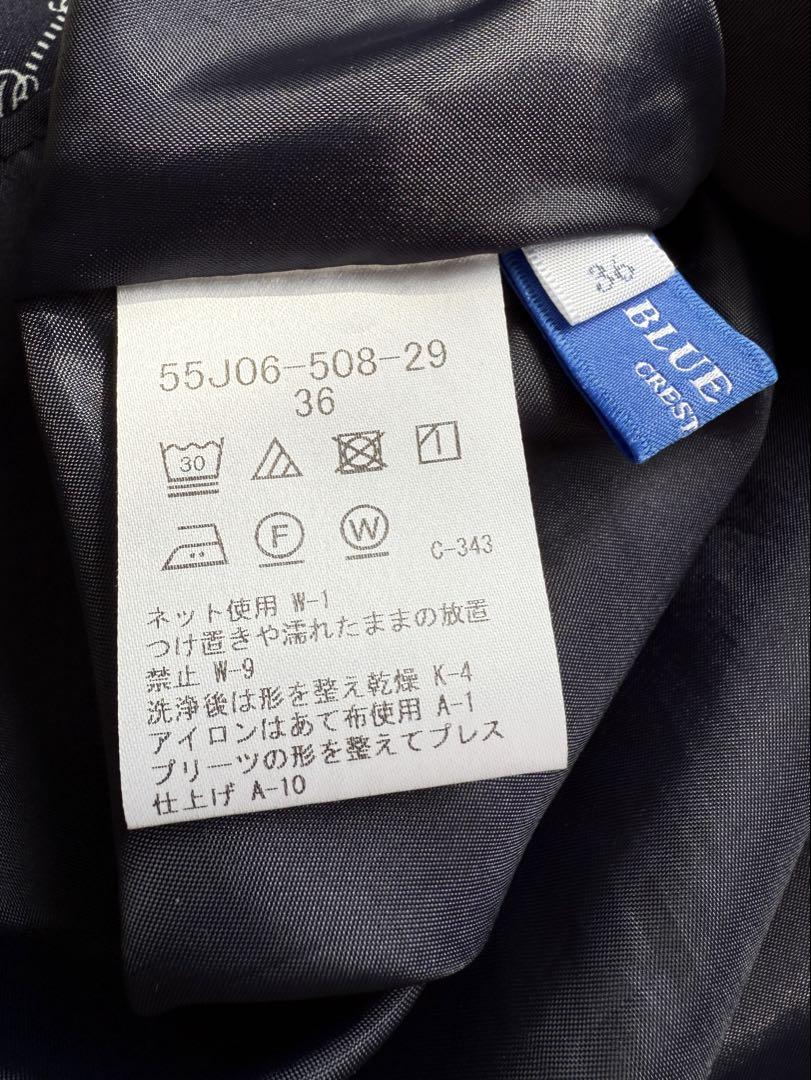 36
BLUE
CREST
55J06-508-29
36
30
F
W
C-343
ネット使用 W-1
つけ置きや濡れたままの放置
禁止 W-9
洗浄後は形を整え乾燥 K-4
アイロンはあて布使用 A-1
プリーツの形を整えてプレス
仕上げ A-10